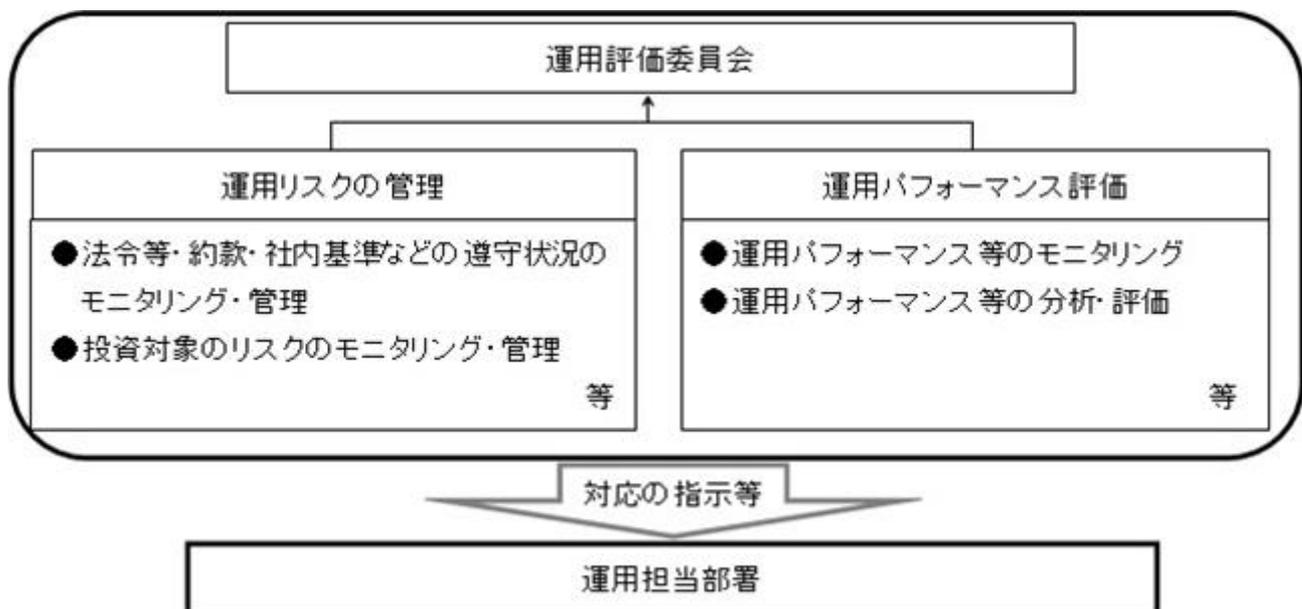 運用評価委員会
運用リスクの管理
●法令等・約款・社内基準などの遵守状況の
モニタリング・管理
●投資対象のリスクのモニタリング・管理
等
運用パフォーマンス評価
●運用パフォーマンス等のモニタリング
●運用パフォーマンス等の分析・評価
等
対応の指示等
運用担当部署